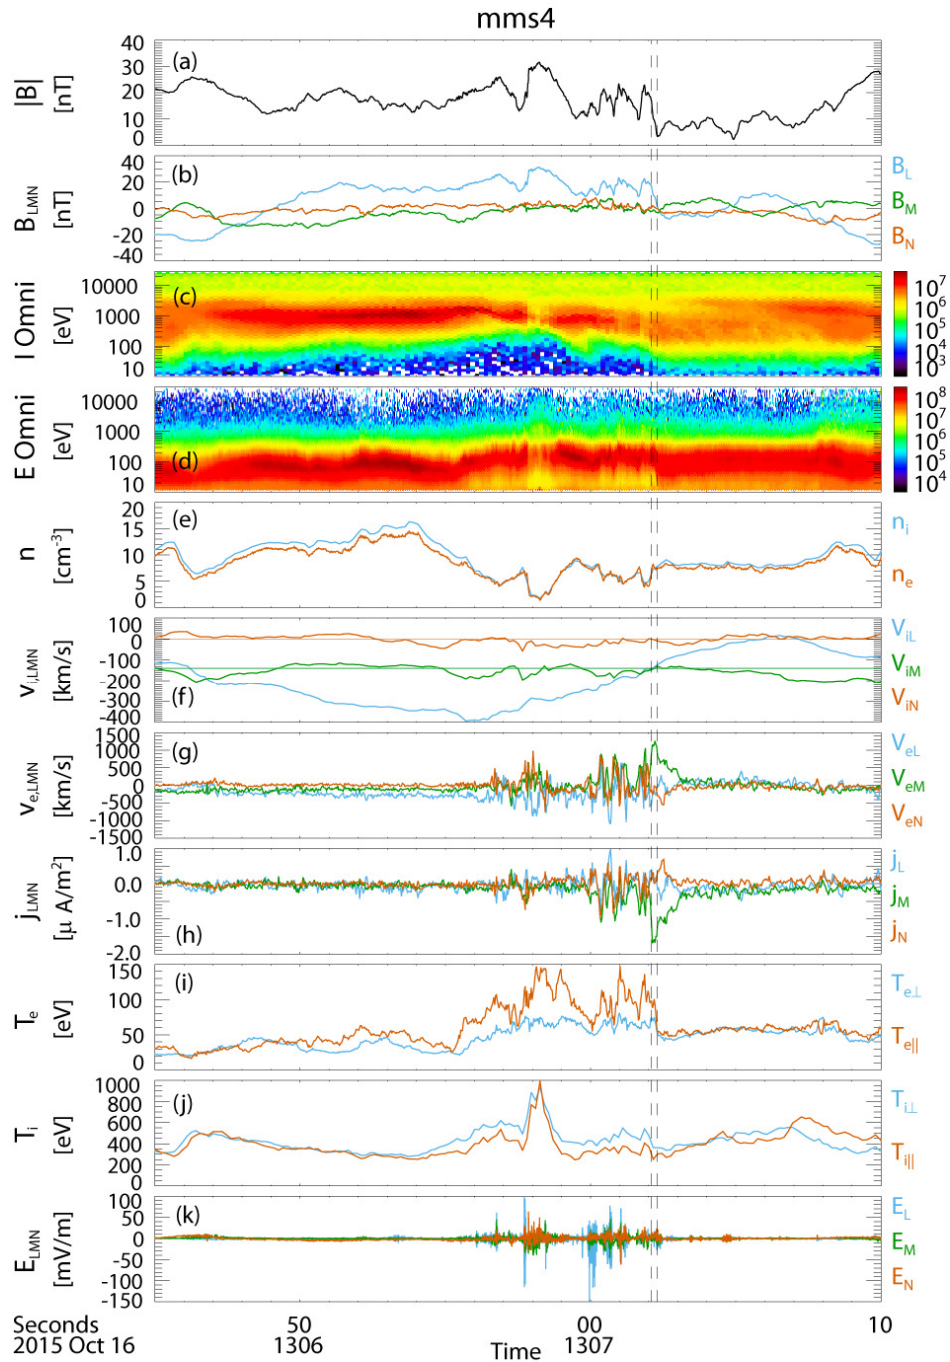 mms4
|B| [nT]
40
30
20
10
0
(a)
B_LMN [nT]
40
20
0
-20
-40
(b)
B_L
B_M
B_N
I Omni [eV]
10000
1000
100
10
(c)
10^7
10^6
10^5
10^4
10^3
E Omni [eV]
10000
1000
100
10
(d)
10^8
10^7
10^6
10^5
10^4
n [cm^-3]
20
15
10
5
0
(e)
n_i
n_e
v_i,LMN [km/s]
100
0
-100
-200
-300
-400
(f)
V_iL
V_iM
V_iN
v_e,LMN [km/s]
1500
1000
500
0
-500
-1000
-1500
(g)
V_eL
V_eM
V_eN
j_LMN [μ A/m^2]
1.0
0.0
-1.0
-2.0
(h)
j_L
j_M
j_N
T_e [eV]
150
100
50
0
(i)
T_e⊥
T_e||
T_i [eV]
1000
800
600
400
200
0
(j)
T_i⊥
T_i||
E_LMN [mV/m]
100
50
0
-50
-100
-150
(k)
E_L
E_M
E_N
Seconds 50 00 10
2015 Oct 16 1306 1307
Time